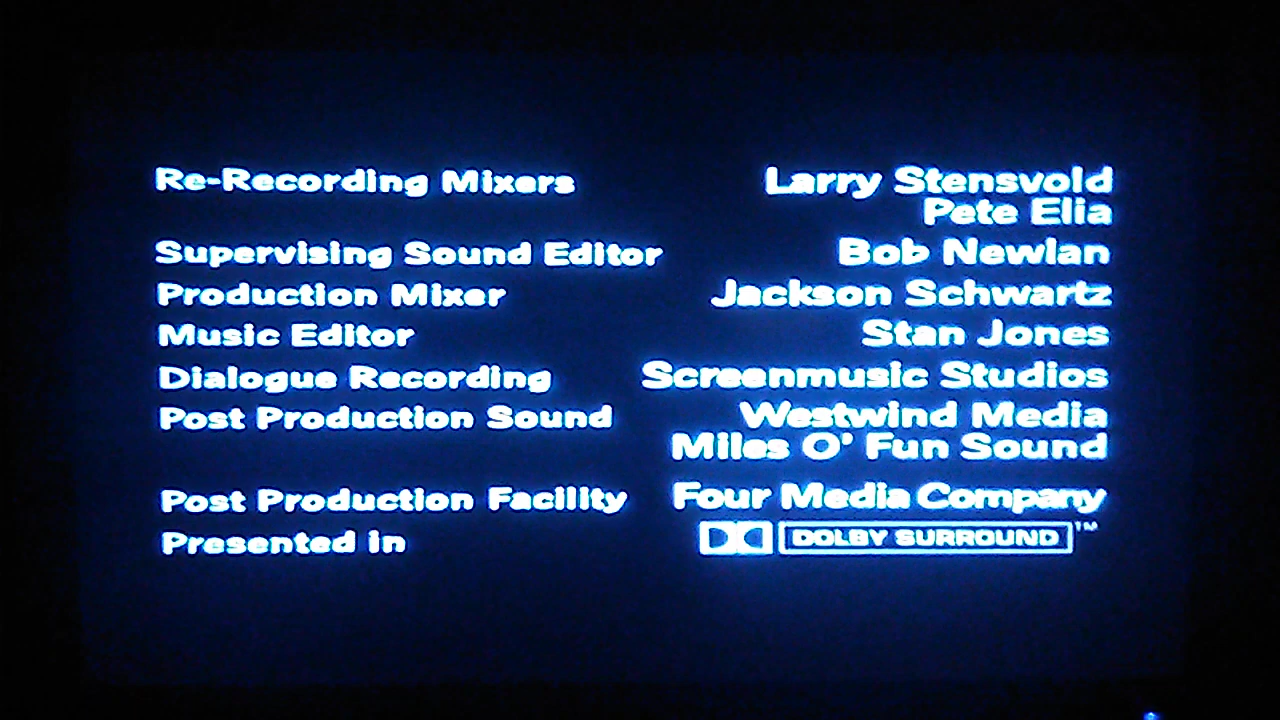 Re-Recording Mixers Larry Stensvold
Pete Elia
Supervising Sound Editor Bob Newlan
Production Mixer Jackson Schwartz
Music Editor Stan Jones
Dialogue Recording Screenmusic Studios
Post Production Sound Westwind Media
Miles O' Fun Sound
Post Production Facility Four Media Company
Presented in DOLBY SURROUND™